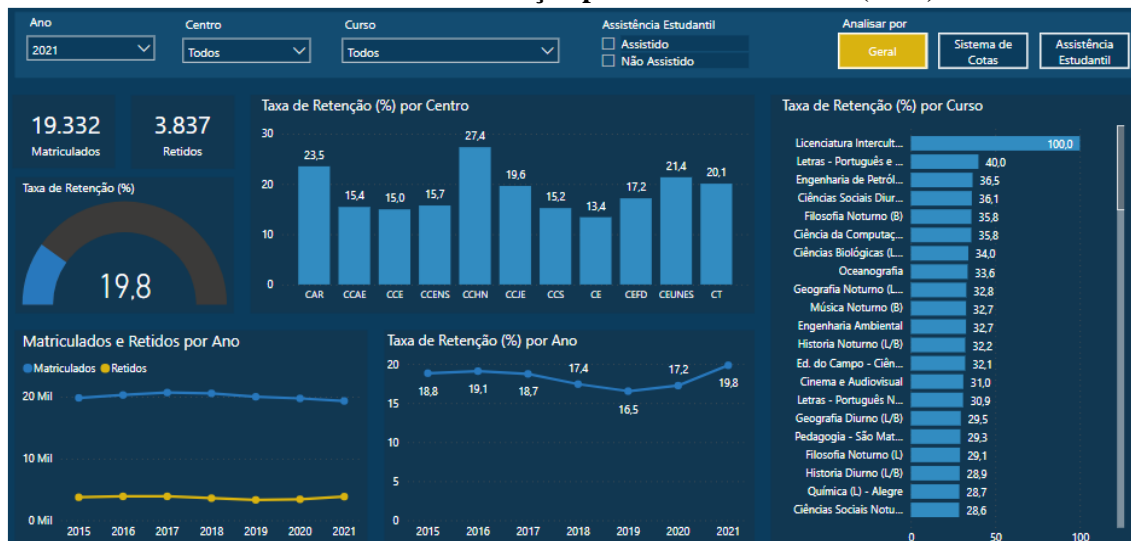 Ano
2021
Centro
Todos
Curso
Todos
Assistência Estudantil
Assistido
Não Assistido
Analisar por
Geral
Sistema de
Cotas
Assistência
Estudantil
19.332
Matriculados
3.837
Retidos
Taxa de Retenção (%)
19,8
Taxa de Retenção (%) por Centro
30
20
10
0
23,5
15,4
15,0
15,7
27,4
19,6
15,2
13,4
17,2
21,4
20,1
CAR CCAE CCE CCENS CCHN CCJE CCS CE CEFD CEUNES CT
Matriculados e Retidos por Ano
Matriculados Retidos
20 Mil
10 Mil
0 Mil
2015 2016 2017 2018 2019 2020 2021
Taxa de Retenção (%) por Ano
20
15
10
5
0
18,8
19,1
18,7
17,4
16,5
17,2
19,8
2015 2016 2017 2018 2019 2020 2021
Taxa de Retenção (%) por Curso
Licenciatura Intercult... 100,0
Letras - Português e ... 40,0
Engenharia de Petról... 36,5
Ciências Sociais Diur... 36,1
Filosofia Noturno (B) 35,8
Ciência da Computaç... 35,8
Ciências Biológicas (L... 34,0
Oceanografia 33,6
Geografia Noturno (L... 32,8
Música Noturno (B) 32,7
Engenharia Ambiental 32,7
Historia Noturno (L/B) 32,2
Ed. do Campo - Ciên... 32,1
Cinema e Audiovisual 31,0
Letras - Português N... 30,9
Geografia Diurno (L/B) 29,5
Pedagogia - São Mat... 29,3
Filosofia Noturno (L) 29,1
Historia Diurno (L/B) 28,9
Química (L) - Alegre 28,7
Ciências Sociais Notu... 28,6
0 50 100